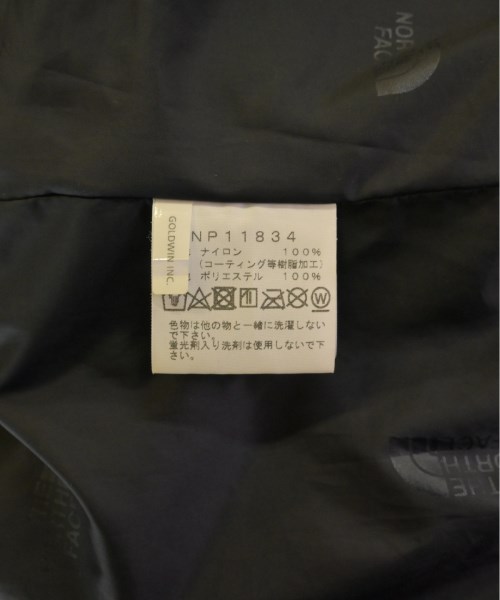 NORTH
FACE
GOLDWIN INC.
NP11834
ナイロン 100%
(コーティング等樹脂加工)
ポリエステル 100%
W
色物は他の物と一緒に洗濯しない
で下さい。
蛍光剤入り洗剤は使用しないで下
さい。
THE
NORTH
FACE